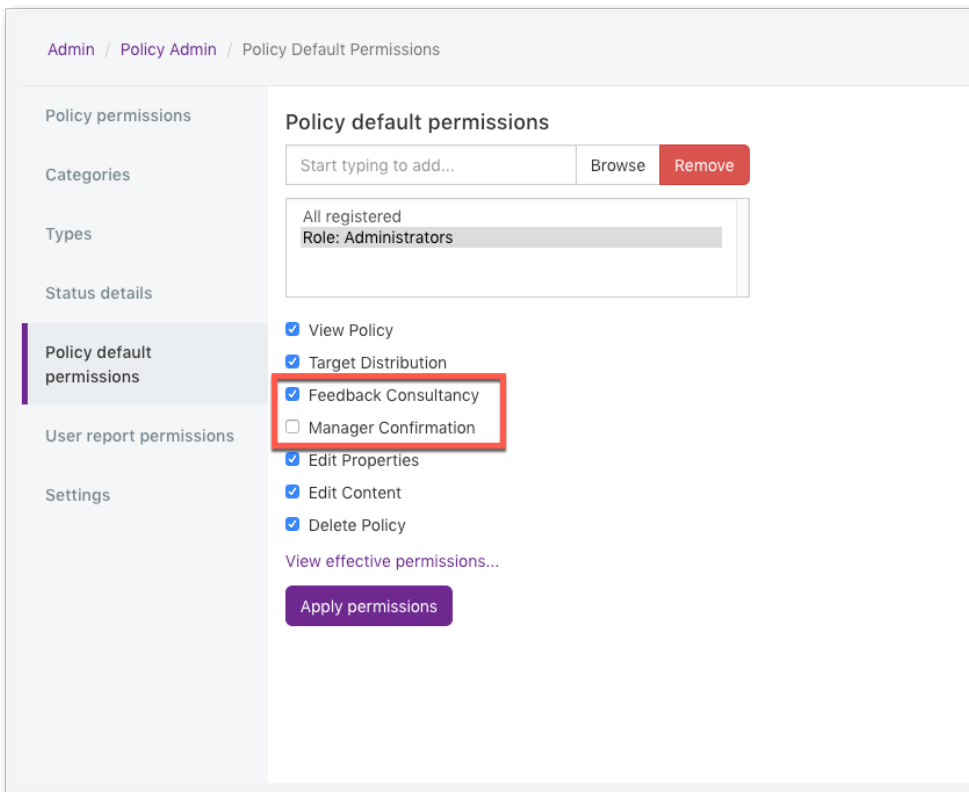 Admin / Policy Admin / Policy Default Permissions
Policy permissions
Categories
Types
Status details
Policy default
permissions
User report permissions
Settings
Policy default permissions
Start typing to add... Browse Remove
All registered
Role: Administrators
View Policy
Target Distribution
Feedback Consultancy
Manager Confirmation
Edit Properties
Edit Content
Delete Policy
View effective permissions...
Apply permissions